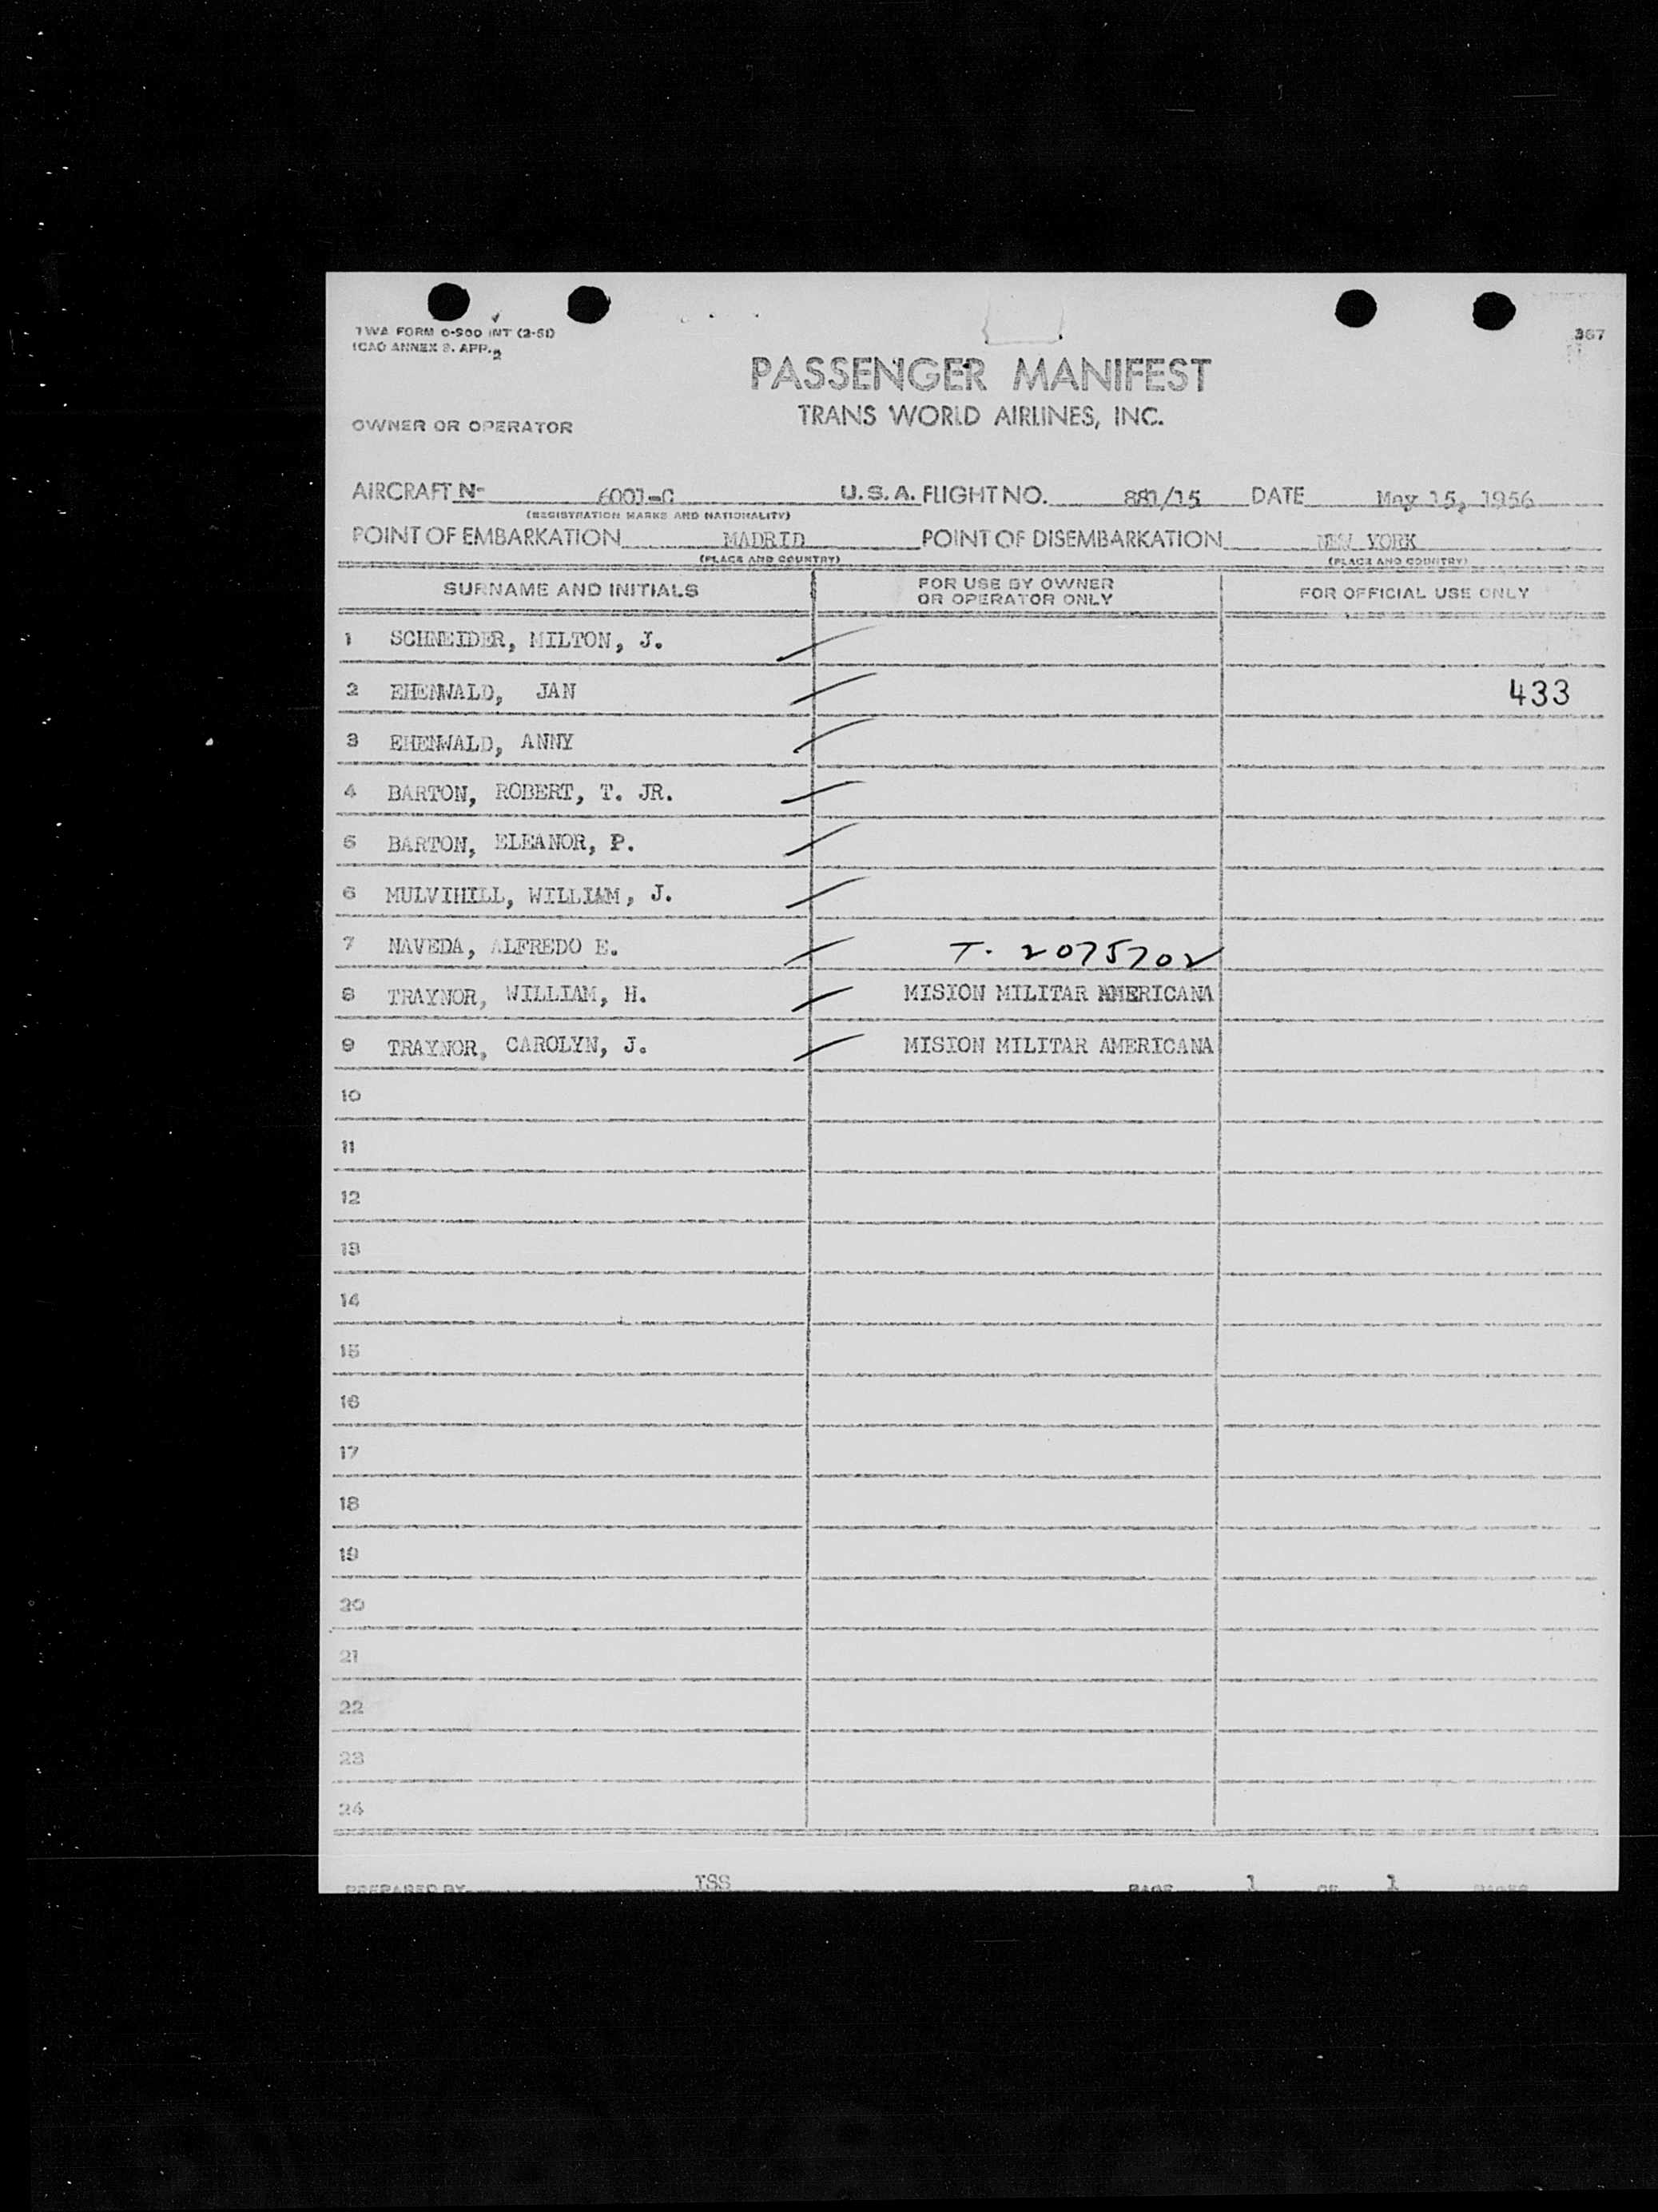 TWA FORM O-900 INT (2-51)
ICAO ANNEX 9. APP. 2
367
PASSENGER MANIFEST
TRANS WORLD AIRLINES, INC.
OWNER OR OPERATOR
AIRCRAFT N- 6001-C U.S.A. FLIGHT NO. 881/15 DATE May 15, 1956
(REGISTRATION MARKS AND NATIONALITY)
POINT OF EMBARKATION MADRID POINT OF DISEMBARKATION NEW YORK
(PLACE AND COUNTRY) (PLACE AND COUNTRY)
SURNAME AND INITIALS FOR USE BY OWNER OR OPERATOR ONLY FOR OFFICIAL USE ONLY
1 SCHNEIDER, MILTON, J.
2 EHENWALD, JAN 433
3 EHENWALD, ANNY
4 BARTON, ROBERT, T. JR.
5 BARTON, ELEANOR, P.
6 MULVIHILL, WILLIAM, J.
7 NAVEDA, ALFREDO E. T. 2075702
8 TRAYNOR, WILLIAM, H. MISION MILITAR AMERICANA
9 TRAYNOR, CAROLYN, J. MISION MILITAR AMERICANA
10
11
12
13
14
15
16
17
18
19
20
21
22
23
24
PREPARED BY TSS PAGE 1 OF 1 PAGES